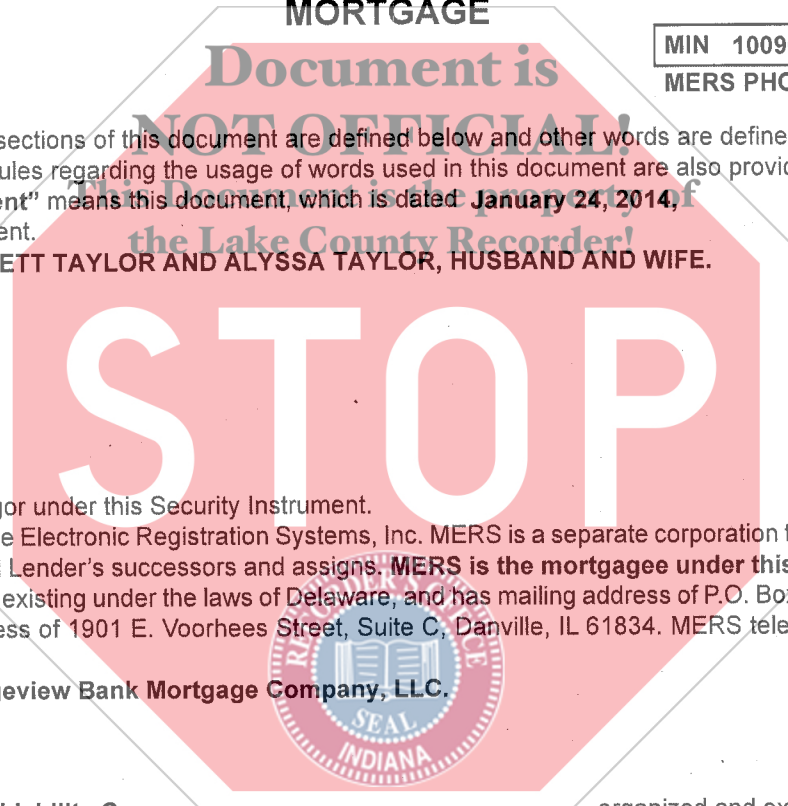 MORTGAGE
MIN 1009
Document is
MERS PHO
NOT OFFICIAL!
sections of this document are defined below and other words are define
ules regarding the usage of words used in this document are also provid
This Document is the property of
ent” means this document, which is dated January 24, 2014,
ent.
the Lake County Recorder!
ETT TAYLOR AND ALYSSA TAYLOR, HUSBAND AND WIFE.
STOP
gor under this Security Instrument.
e Electronic Registration Systems, Inc. MERS is a separate corporation t
Lender's successors and assigns. MERS is the mortgagee under this
existing under the laws of Delaware, and has mailing address of P.O. Box
ess of 1901 E. Voorhees Street, Suite C, Danville, IL 61834. MERS tele
RECORDER'S OFFICE
geview Bank Mortgage Company, LLC.
SEAL
INDIANA
organized and ex